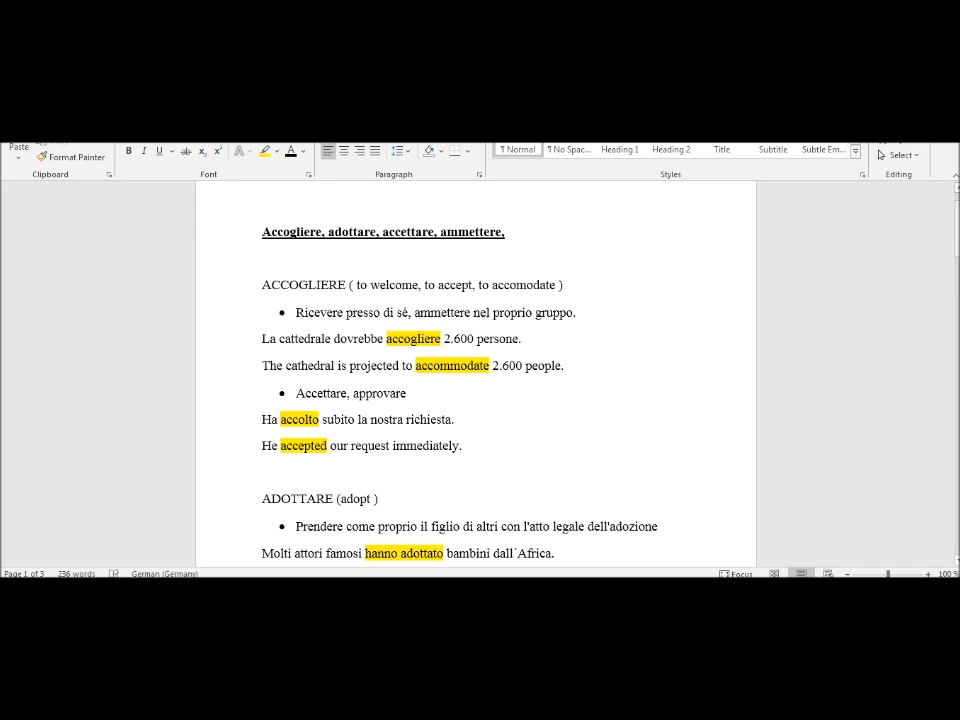 Paste
Format Painter
B I U ab x₂ x² A A
Normal No Spac... Heading 1 Heading 2 Title Subtitle Subtle Em...
Select
Clipboard Font Paragraph Styles Editing
Accogliere, adottare, accettare, ammettere,
ACCOGLIERE ( to welcome, to accept, to accomodate )
• Ricevere presso di sé, ammettere nel proprio gruppo.
La cattedrale dovrebbe accogliere 2.600 persone.
The cathedral is projected to accommodate 2.600 people.
• Accettare, approvare
Ha accolto subito la nostra richiesta.
He accepted our request immediately.
ADOTTARE (adopt )
• Prendere come proprio il figlio di altri con l'atto legale dell'adozione
Molti attori famosi hanno adottato bambini dall´Africa.
Page 1 of 3 236 words German (Germany) Focus 100 %